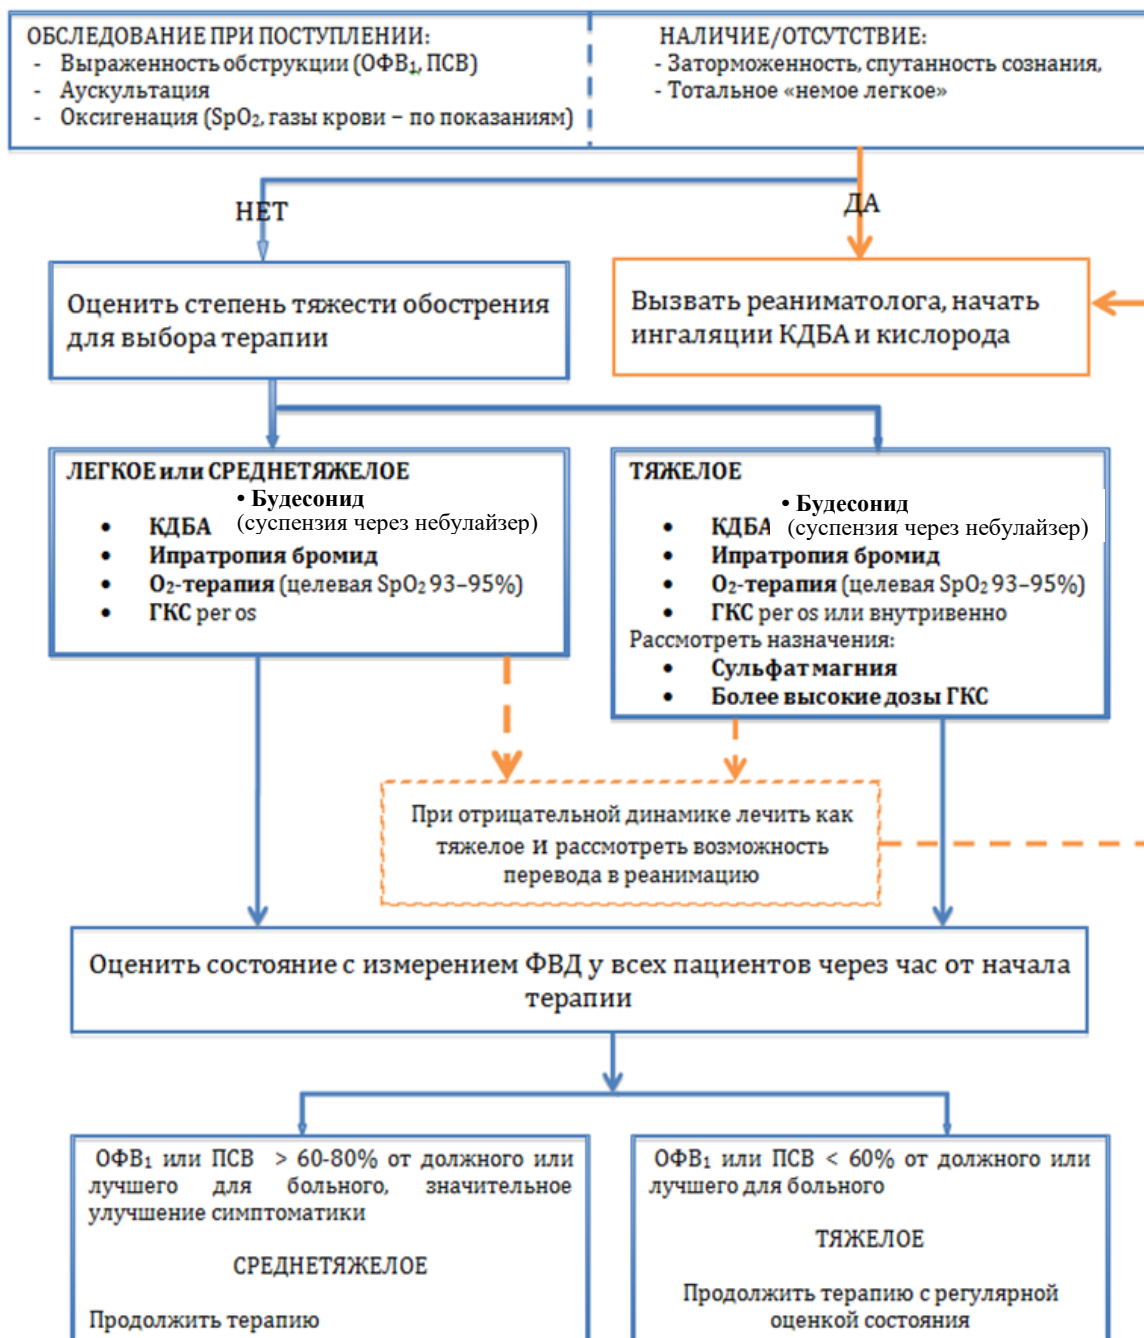 ОБСЛЕДОВАНИЕ ПРИ ПОСТУПЛЕНИИ:
- Выраженность обструкции (ОФВ₁, ПСВ)
- Аускультация
- Оксигенация (SpO₂, газы крови – по показаниям)
НАЛИЧИЕ/ОТСУТСТВИЕ:
- Заторможенность, спутанность сознания,
- Тотальное «немое легкое»
НЕТ
ДА
Оценить степень тяжести обострения
для выбора терапии
Вызвать реаниматолога, начать
ингаляции КДБА и кислорода
ЛЕГКОЕ или СРЕДНЕТЯЖЕЛОЕ
• Будесонид
• КДБА (суспензия через небулайзер)
• Ипратропия бромид
• О₂-терапия (целевая SpO₂ 93–95%)
• ГКС per os
ТЯЖЕЛОЕ
• Будесонид
• КДБА (суспензия через небулайзер)
• Ипратропия бромид
• О₂-терапия (целевая SpO₂ 93–95%)
• ГКС per os или внутривенно
Рассмотреть назначения:
• Сульфат магния
• Более высокие дозы ГКС
При отрицательной динамике лечить как
тяжелое и рассмотреть возможность
перевода в реанимацию
Оценить состояние с измерением ФВД у всех пациентов через час от начала
терапии
ОФВ₁ или ПСВ > 60-80% от должного или
лучшего для больного, значительное
улучшение симптоматики
СРЕДНЕТЯЖЕЛОЕ
Продолжить терапию
ОФВ₁ или ПСВ < 60% от должного или
лучшего для больного
ТЯЖЕЛОЕ
Продолжить терапию с регулярной
оценкой состояния